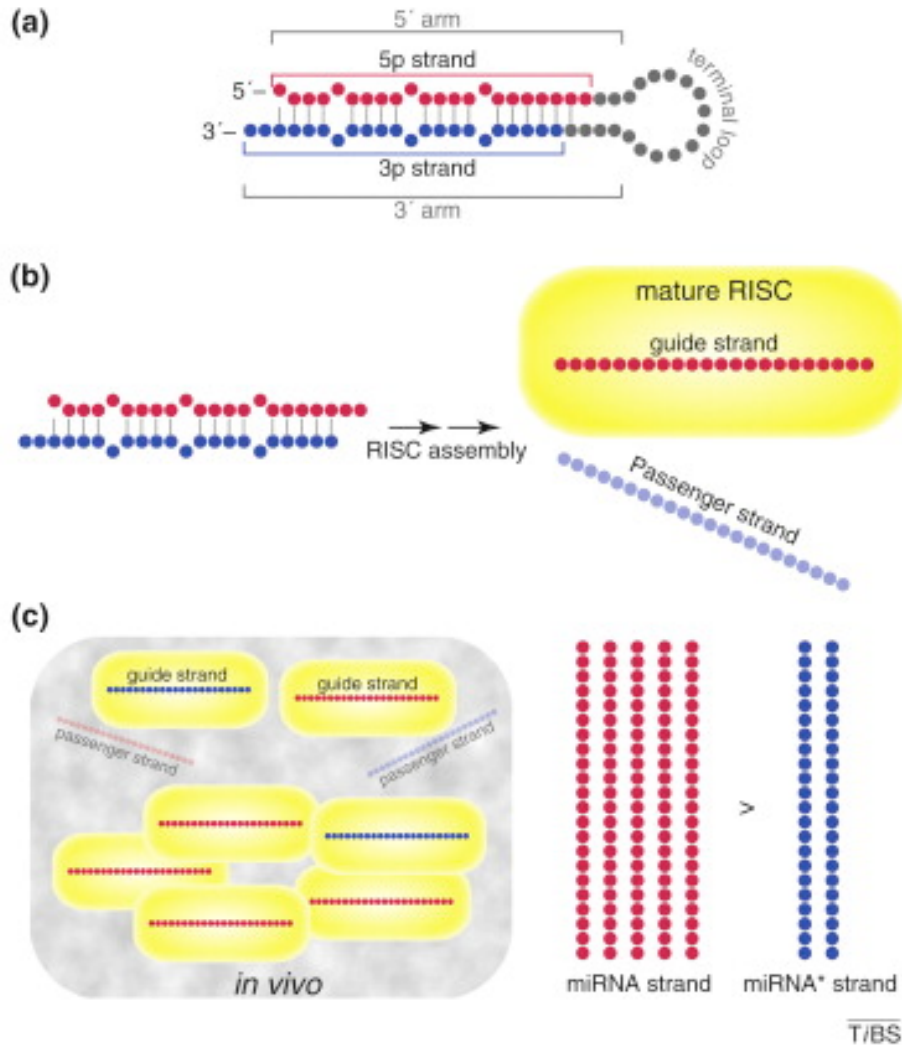 (a)
5´ arm
5p strand
5´–
3´–
terminal loop
3p strand
3´ arm
(b)
mature RISC
guide strand
RISC assembly
Passenger strand
(c)
guide strand
guide strand
passenger strand
passenger strand
in vivo
>
miRNA strand
miRNA* strand
T/BS